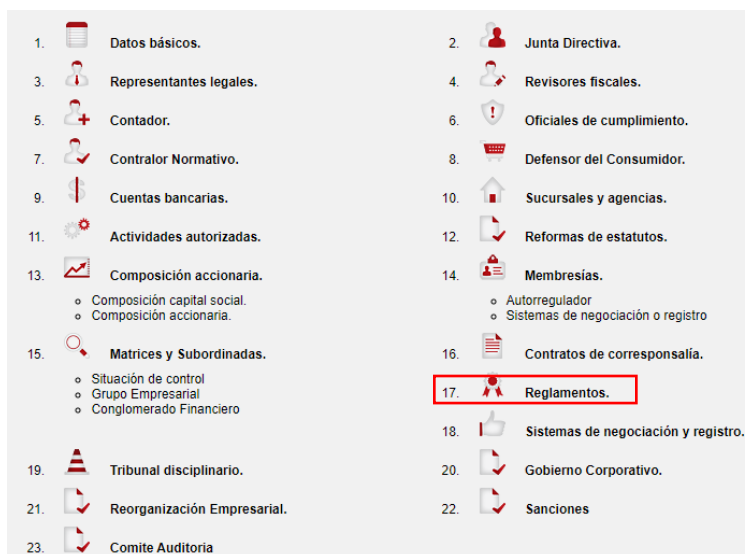 1. Datos básicos.
2. Junta Directiva.
3. Representantes legales.
4. Revisores fiscales.
5. Contador.
6. Oficiales de cumplimiento.
7. Contralor Normativo.
8. Defensor del Consumidor.
9. Cuentas bancarias.
10. Sucursales y agencias.
11. Actividades autorizadas.
12. Reformas de estatutos.
13. Composición accionaria.
Composición capital social.
Composición accionaria.
14. Membresías.
Autorregulador
Sistemas de negociación o registro
15. Matrices y Subordinadas.
Situación de control
Grupo Empresarial
Conglomerado Financiero
16. Contratos de corresponsalía.
17. Reglamentos.
18. Sistemas de negociación y registro.
19. Tribunal disciplinario.
20. Gobierno Corporativo.
21. Reorganización Empresarial.
22. Sanciones
23. Comite Auditoria